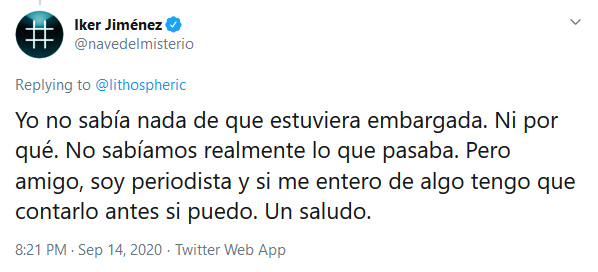 Iker Jiménez
@navedelmisterio
Replying to @lithospheric
Yo no sabía nada de que estuviera embargada. Ni por
qué. No sabíamos realmente lo que pasaba. Pero
amigo, soy periodista y si me entero de algo tengo que
contarlo antes si puedo. Un saludo.
8:21 PM · Sep 14, 2020 · Twitter Web App